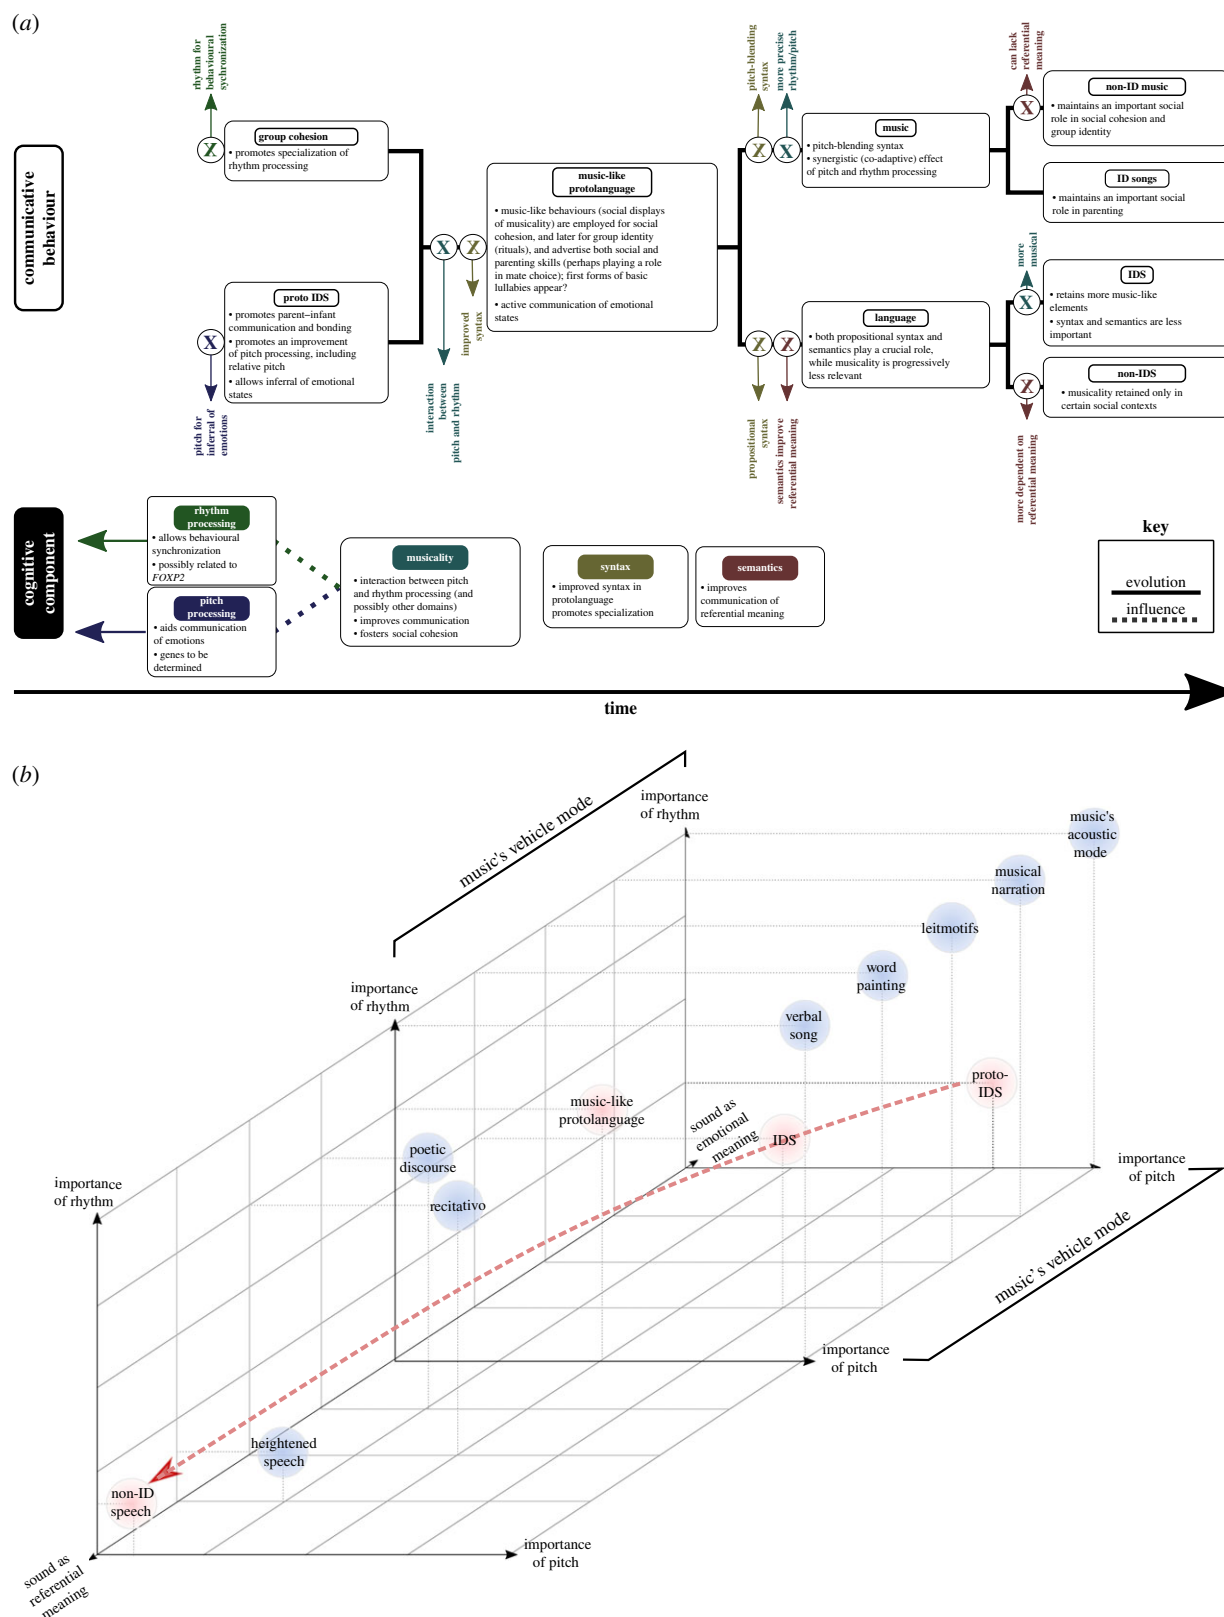 (a)
communicative
behaviour
rhythm for
behavioural
sychronization
X
group cohesion
• promotes specialization of
rhythm processing
X
proto IDS
• promotes parent–infant
communication and bonding
• promotes an improvement
of pitch processing, including
relative pitch
• allows inferral of emotional
states
pitch for
inferral of
emotions
X
X
interaction
between
pitch and rhythm
improved
syntax
music-like
protolanguage
• music-like behaviours (social displays
of musicality) are employed for social
cohesion, and later for group identity
(rituals), and advertise both social and
parenting skills (perhaps playing a role
in mate choice); first forms of basic
lullabies appear?
• active communication of emotional
states
pitch-blending
syntax
more precise
rhythm/pitch
X
X
music
• pitch-blending syntax
• synergistic (co-adaptive) effect
of pitch and rhythm processing
X
X
language
• both propositional syntax and
semantics play a crucial role,
while musicality is progressively
less relevant
propositional
syntax
semantics improve
referential meaning
can lack
referential
meaning
X
non-ID music
• maintains an important social
role in social cohesion and
group identity
ID songs
• maintains an important social
role in parenting
more
musical
X
IDS
• retains more music-like
elements
• syntax and semantics are less
important
X
non-IDS
• musicality retained only in
certain social contexts
more dependent on
referential meaning
cognitive
component
rhythm
processing
• allows behavioural
synchronization
• possibly related to
FOXP2
pitch
processing
• aids communication
of emotions
• genes to be
determined
musicality
• interaction between pitch
and rhythm processing (and
possibly other domains)
• improves communication
• fosters social cohesion
syntax
• improved syntax in
protolanguage
promotes specialization
semantics
• improves
communication of
referential meaning
key
evolution
influence
time
(b)
music's vehicle mode
importance
of rhythm
music's
acoustic
mode
musical
narration
leitmotifs
word
painting
verbal
song
importance
of rhythm
proto-
IDS
music-like
protolanguage
sound as
emotional
meaning
IDS
poetic
discourse
recitativo
importance
of pitch
importance
of rhythm
music's vehicle mode
importance
of pitch
heightened
speech
non-ID
speech
importance
of pitch
sound as
referential
meaning